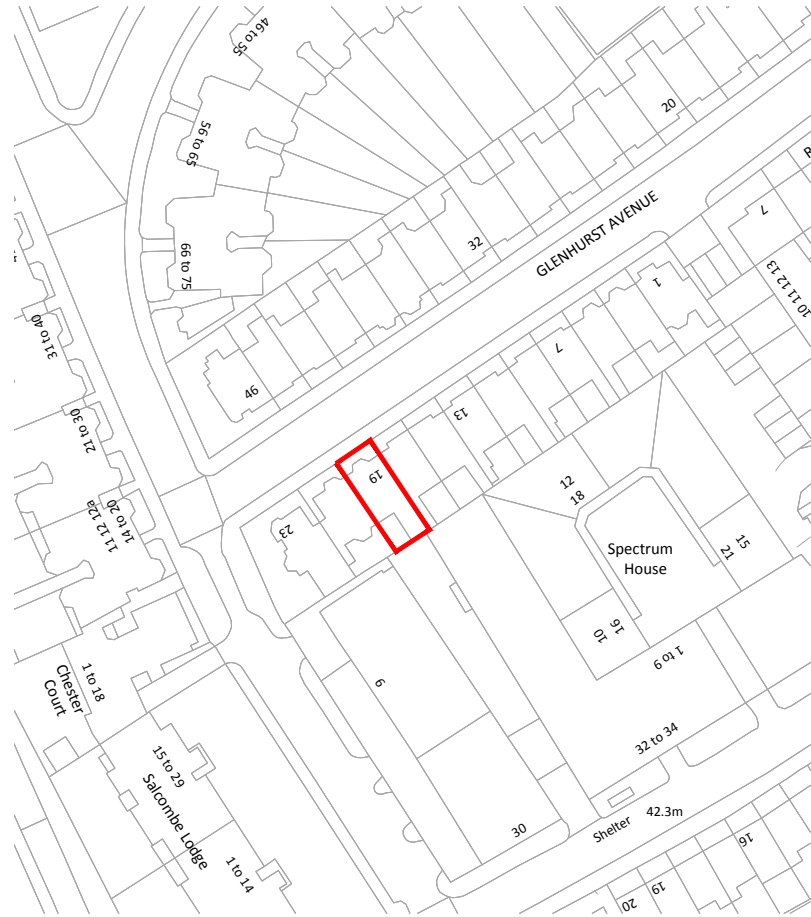 46 to 55
56 to 65
20
R
7
32
GLENHURST AVENUE
66 to 75
10 11 12 13
1
31 to 40
7
46
21 to 30
13
19
14 to 20
11 12 12a
12
18
23
Spectrum
House
15
21
16
10
1 to 9
1 to 18
Chester
Court
9
32 to 34
15 to 29
Salcombe Lodge
42.3m
Shelter
30
16
1 to 14
19
20